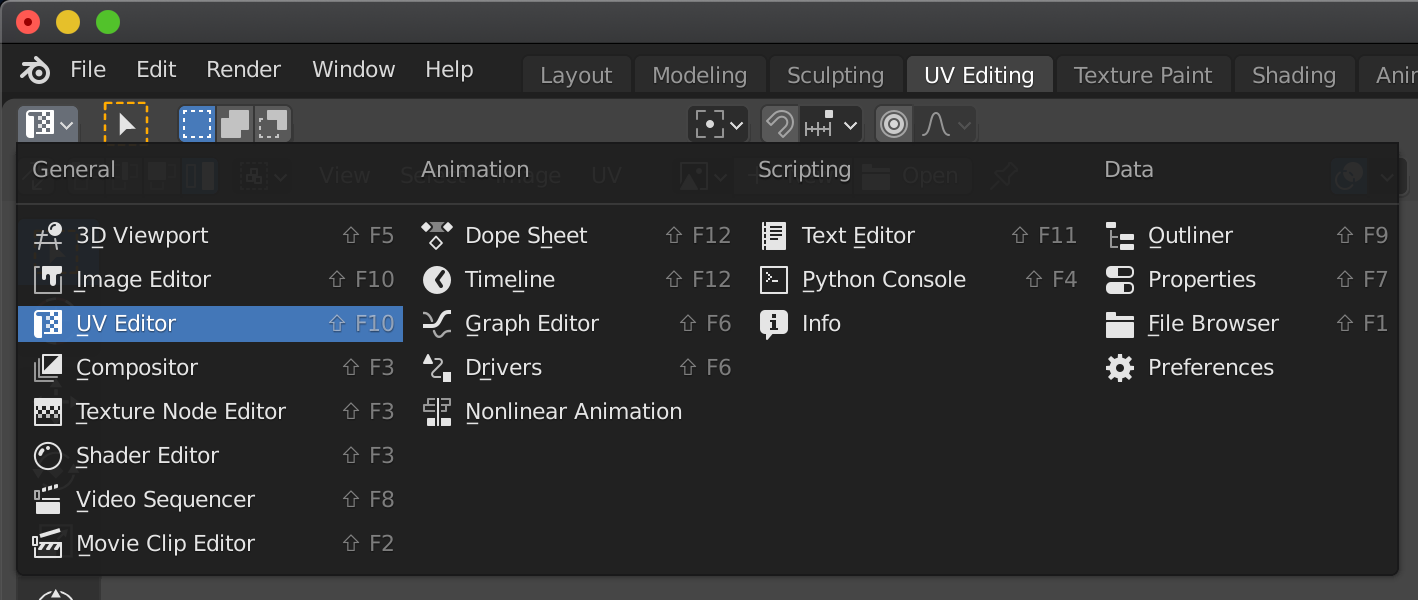 File Edit Render Window Help Layout Modeling Sculpting UV Editing Texture Paint Shading
General Animation Scripting Data
View UV Open
3D Viewport ⇧ F5 Dope Sheet ⇧ F12 Text Editor ⇧ F11 Outliner ⇧ F9
Image Editor ⇧ F10 Timeline ⇧ F12 Python Console ⇧ F4 Properties ⇧ F7
UV Editor ⇧ F10 Graph Editor ⇧ F6 Info File Browser ⇧ F1
Compositor ⇧ F3 Drivers ⇧ F6 Preferences
Texture Node Editor ⇧ F3 Nonlinear Animation
Shader Editor ⇧ F3
Video Sequencer ⇧ F8
Movie Clip Editor ⇧ F2